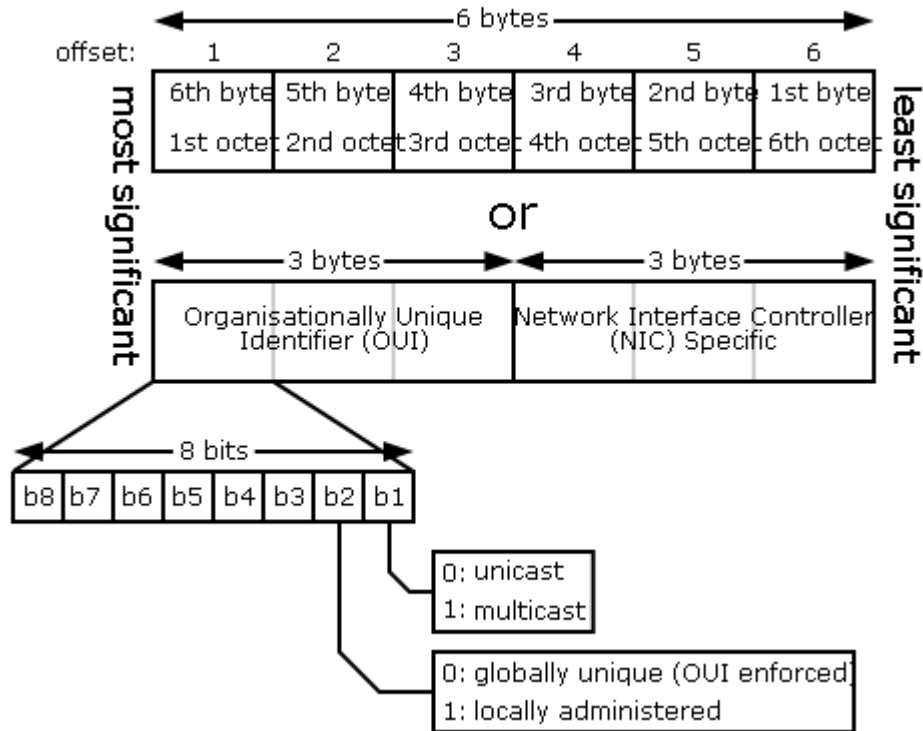 6 bytes
offset: 1 2 3 4 5 6
6th byte 5th byte 4th byte 3rd byte 2nd byte 1st byte
1st octet 2nd octet 3rd octet 4th octet 5th octet 6th octet
most significant
least significant
or
3 bytes 3 bytes
Organisationally Unique Network Interface Controller
Identifier (OUI) (NIC) Specific
8 bits
b8 b7 b6 b5 b4 b3 b2 b1
0: unicast
1: multicast
0: globally unique (OUI enforced)
1: locally administered